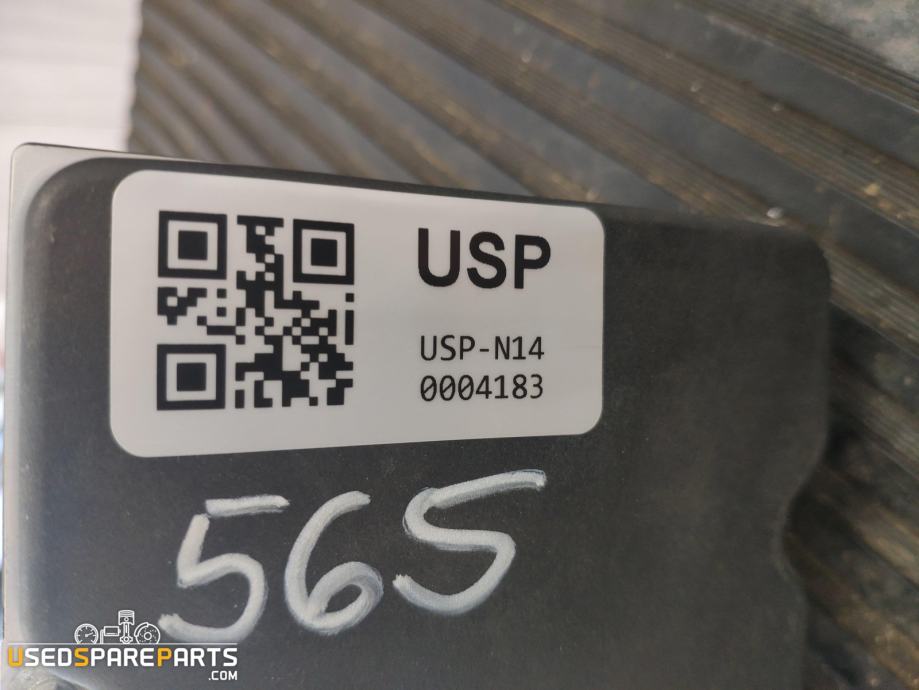 USP
USP-N14
0004183
565
USEDSPAREPARTS
.COM